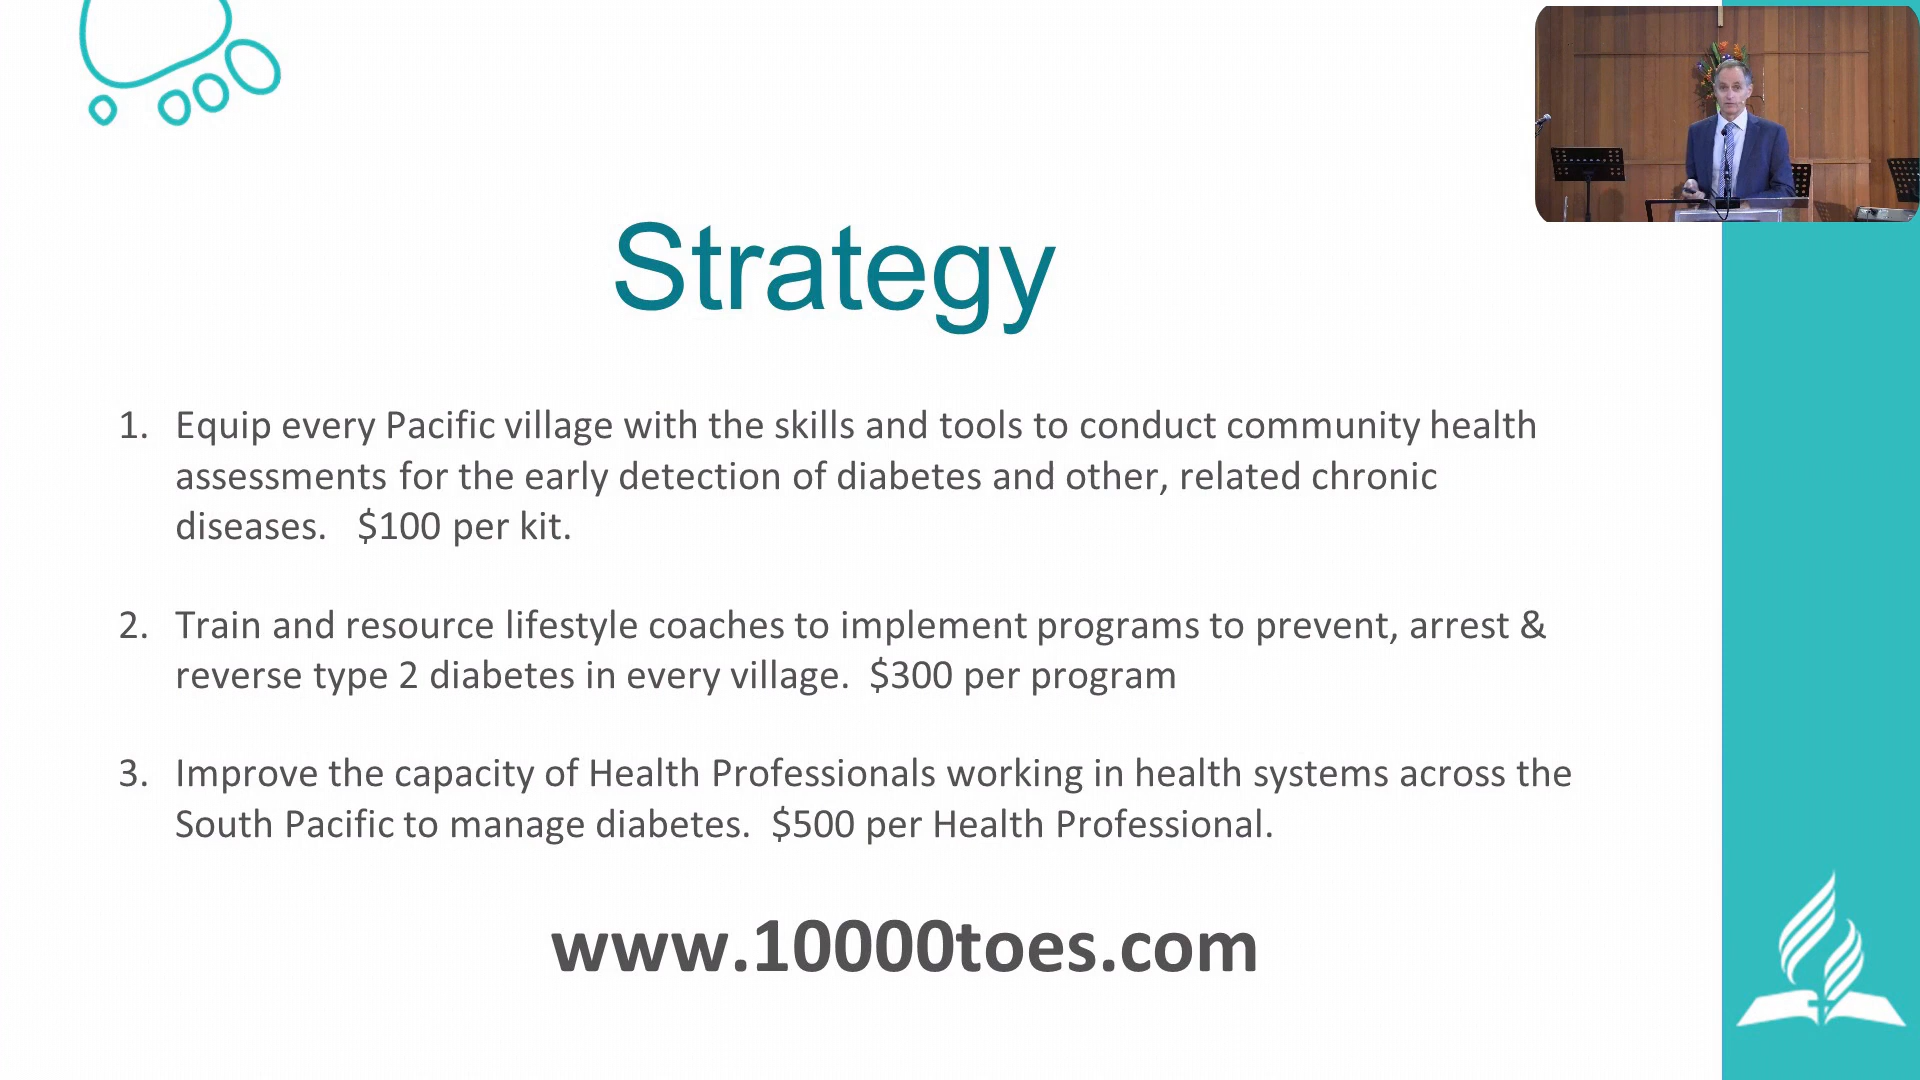 Strategy
1. Equip every Pacific village with the skills and tools to conduct community health
assessments for the early detection of diabetes and other, related chronic
diseases. $100 per kit.
2. Train and resource lifestyle coaches to implement programs to prevent, arrest &
reverse type 2 diabetes in every village. $300 per program
3. Improve the capacity of Health Professionals working in health systems across the
South Pacific to manage diabetes. $500 per Health Professional.
www.10000toes.com